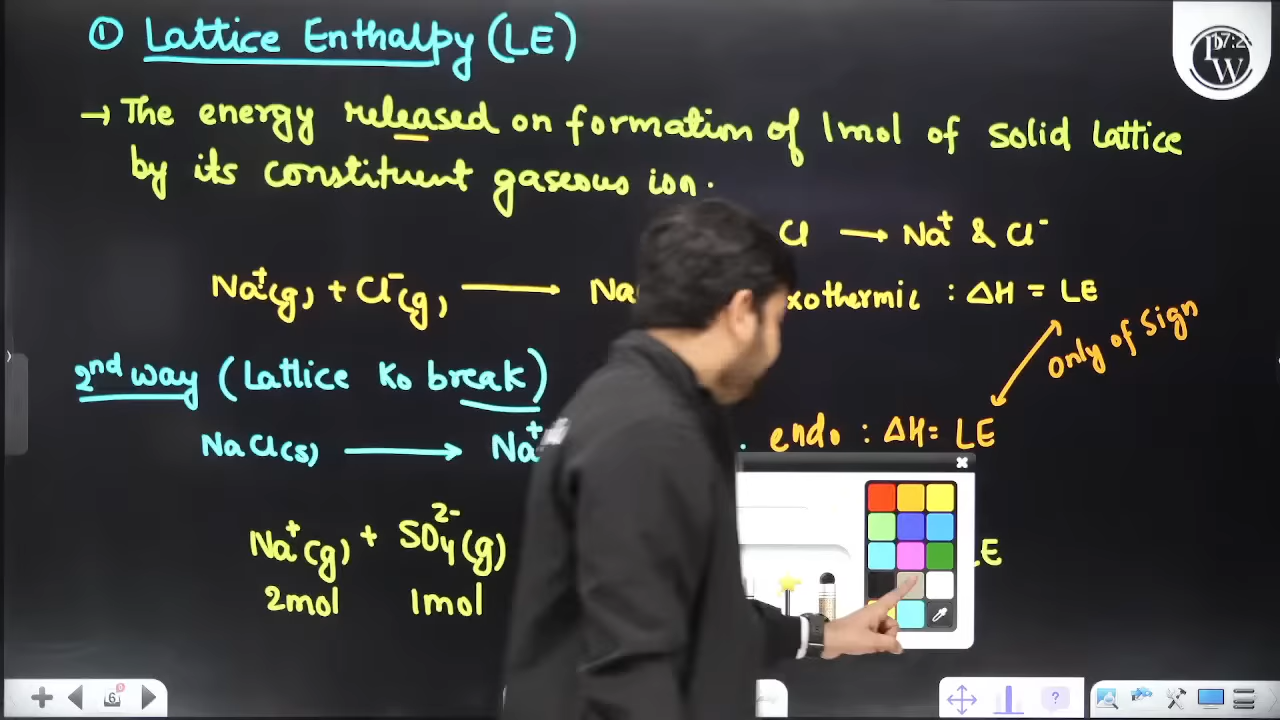 ① Lattice Enthalpy (LE)
→ The energy released on formation of 1mol of solid lattice
by its constituent gaseous ion.
Cl → Na⁺ & Cl⁻
Na⁺(g) + Cl⁻(g) → Na xothermic : ΔH = LE
only of sign
2nd way (Lattice Ko break)
NaCl(s) → Na⁺ . endo : ΔH = LE
Na⁺(g) + SO₄²⁻(g) LE
2mol 1mol
6